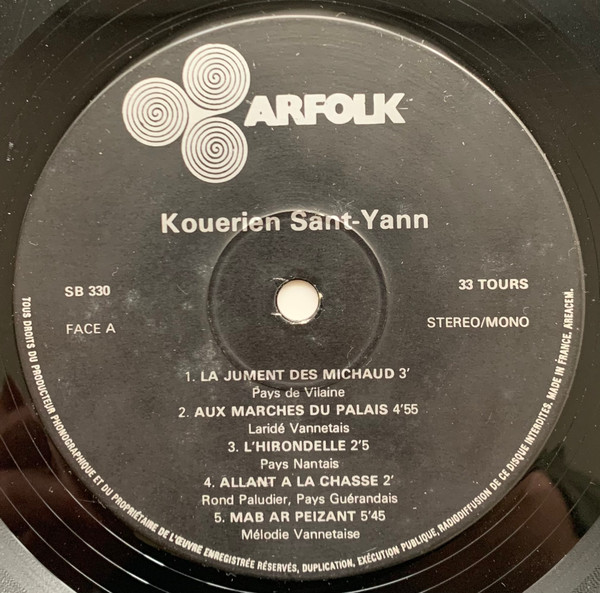 ARFOLK
Kouerien Sant-Yann
SB 330
33 TOURS
FACE A
STEREO/MONO
1. LA JUMENT DES MICHAUD 3'
Pays de Vilaine
2. AUX MARCHES DU PALAIS 4'55
Laridé Vannetais
3. L'HIRONDELLE 2'5
Pays Nantais
4. ALLANT A LA CHASSE 2'
Rond Paludier, Pays Guérandais
5. MAB AR PEIZANT 5'45
Mélodie Vannetaise
TOUS DROITS DU PRODUCTEUR PHONOGRAPHIQUE ET DU PROPRIÉTAIRE DE L'ŒUVRE ENREGISTRÉE RÉSERVÉS, DUPLICATION, EXÉCUTION PUBLIQUE, RADIODIFFUSION DE CE DISQUE INTERDITES. MADE IN FRANCE. AREACEM.